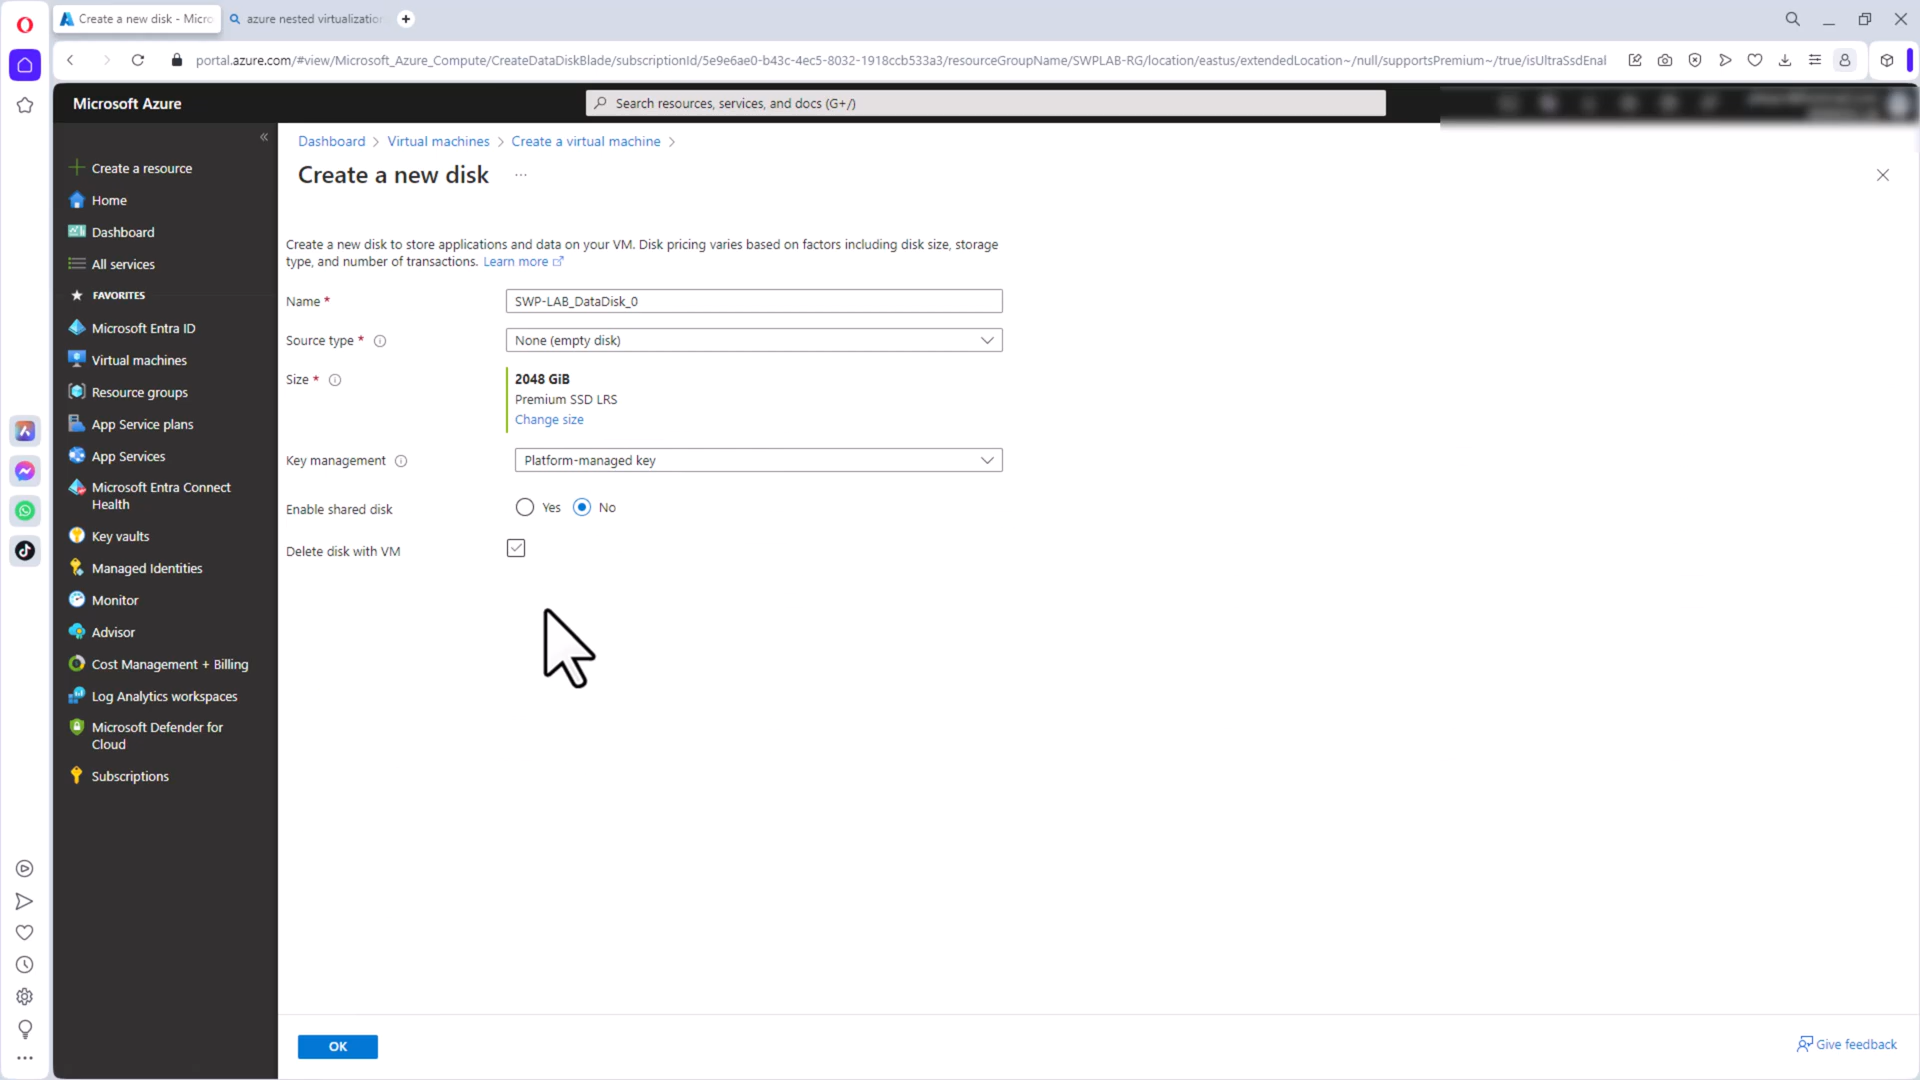 Create a new disk - Micro
azure nested virtualization
portal.azure.com/#view/Microsoft_Azure_Compute/CreateDataDiskBlade/subscriptionId/5e9e6ae0-b43c-4ec5-8032-1918ccb533a3/resourceGroupName/SWPLAB-RG/location/eastus/extendedLocation~/null/supportsPremium~/true/isUltraSsdEnal
Microsoft Azure
Search resources, services, and docs (G+/)
Create a resource
Home
Dashboard
All services
FAVORITES
Microsoft Entra ID
Virtual machines
Resource groups
App Service plans
App Services
Microsoft Entra Connect
Health
Key vaults
Managed Identities
Monitor
Advisor
Cost Management + Billing
Log Analytics workspaces
Microsoft Defender for
Cloud
Subscriptions
Dashboard > Virtual machines > Create a virtual machine >
Create a new disk ...
Create a new disk to store applications and data on your VM. Disk pricing varies based on factors including disk size, storage
type, and number of transactions. Learn more
Name *
SWP-LAB_DataDisk_0
Source type *
None (empty disk)
Size *
2048 GiB
Premium SSD LRS
Change size
Key management
Platform-managed key
Enable shared disk
Yes No
Delete disk with VM
OK
Give feedback